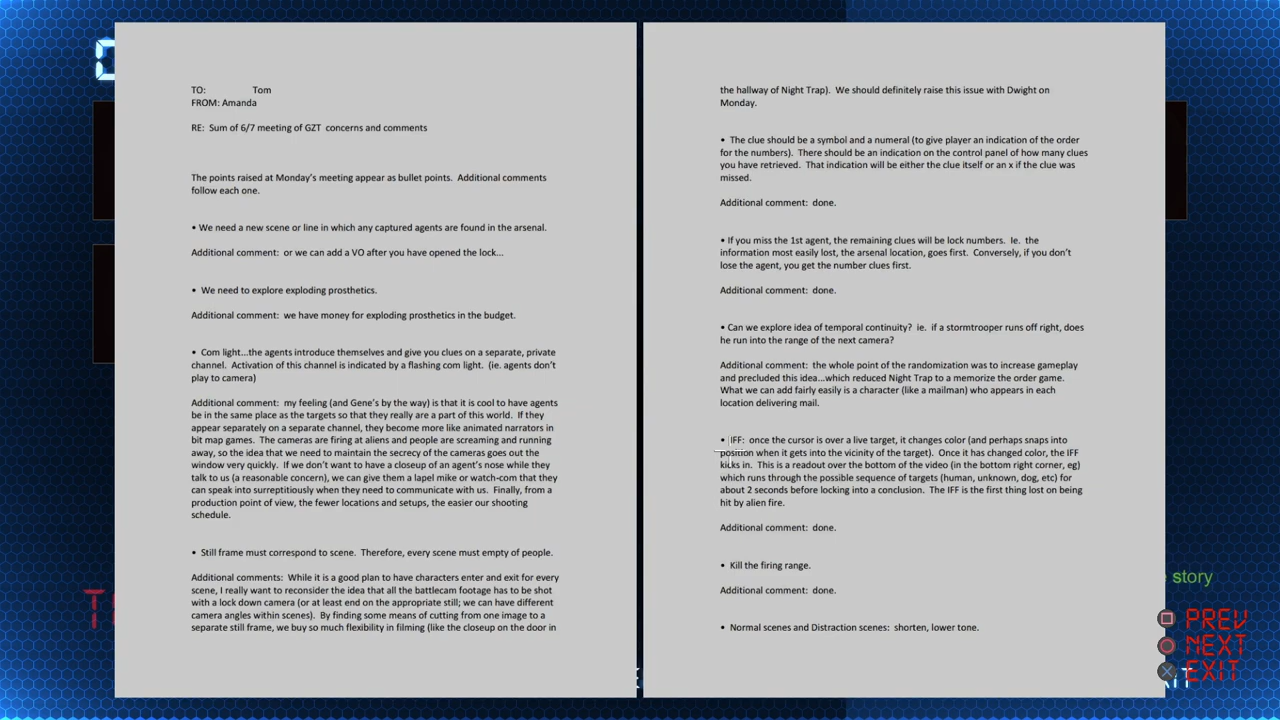 TO: Tom
FROM: Amanda
RE: Sum of 6/7 meeting of GZT concerns and comments
The points raised at Monday's meeting appear as bullet points. Additional comments
follow each one.
• We need a new scene or line in which any captured agents are found in the arsenal.
Additional comment: or we can add a VO after you have opened the lock...
• We need to explore exploding prosthetics.
Additional comment: we have money for exploding prosthetics in the budget.
• Com light...the agents introduce themselves and give you clues on a separate, private
channel. Activation of this channel is indicated by a flashing com light. (ie. agents don't
play to camera)
Additional comment: my feeling (and Gene's by the way) is that it is cool to have agents
be in the same place as the targets so that they really are a part of this world. If they
appear separately on a separate channel, they become more like animated narrators in
bit map games. The cameras are firing at aliens and people are screaming and running
away, so the idea that we need to maintain the secrecy of the cameras goes out the
window very quickly. If we don't want to have a closeup of an agent's nose while they
talk to us (a reasonable concern), we can give them a lapel mike or watch-com that they
can speak into surreptitiously when they need to communicate with us. Finally, from a
production point of view, the fewer locations and setups, the easier our shooting
schedule.
• Still frame must correspond to scene. Therefore, every scene must empty of people.
Additional comments: While it is a good plan to have characters enter and exit for every
scene, I really want to reconsider the idea that all the battlecam footage has to be shot
with a lock down camera (or at least end on the appropriate still; we can have different
camera angles within scenes). By finding some means of cutting from one image to a
separate still frame, we buy so much flexibility in filming (like the closeup on the door in
the hallway of Night Trap). We should definitely raise this issue with Dwight on
Monday.
• The clue should be a symbol and a numeral (to give player an indication of the order
for the numbers). There should be an indication on the control panel of how many clues
you have retrieved. That indication will be either the clue itself or an x if the clue was
missed.
Additional comment: done.
• If you miss the 1st agent, the remaining clues will be lock numbers. Ie. the
information most easily lost, the arsenal location, goes first. Conversely, if you don't
lose the agent, you get the number clues first.
Additional comment: done.
• Can we explore idea of temporal continuity? ie. if a stormtrooper runs off right, does
he run into the range of the next camera?
Additional comment: the whole point of the randomization was to increase gameplay
and precluded this idea...which reduced Night Trap to a memorize the order game.
What we can add fairly easily is a character (like a mailman) who appears in each
location delivering mail.
• IFF: once the cursor is over a live target, it changes color (and perhaps snaps into
position when it gets into the vicinity of the target). Once it has changed color, the IFF
kicks in. This is a readout over the bottom of the video (in the bottom right corner, eg)
which runs through the possible sequence of targets (human, unknown, dog, etc) for
about 2 seconds before locking into a conclusion. The IFF is the first thing lost on being
hit by alien fire.
Additional comment: done.
• Kill the firing range.
Additional comment: done.
• Normal scenes and Distraction scenes: shorten, lower tone.
story
PREV
NEXT
EXIT